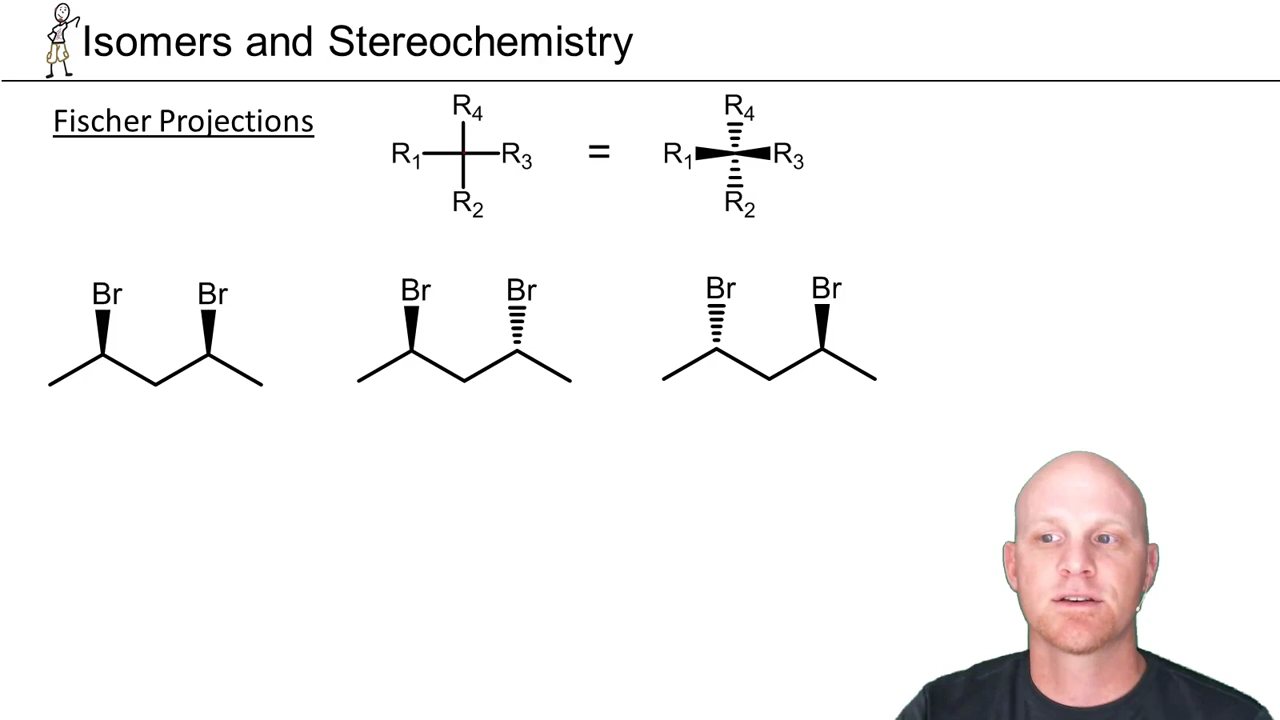 Isomers and Stereochemistry
Fischer Projections
R4 R4
R1 R3 = R1 R3
R2 R2
Br Br Br Br Br Br